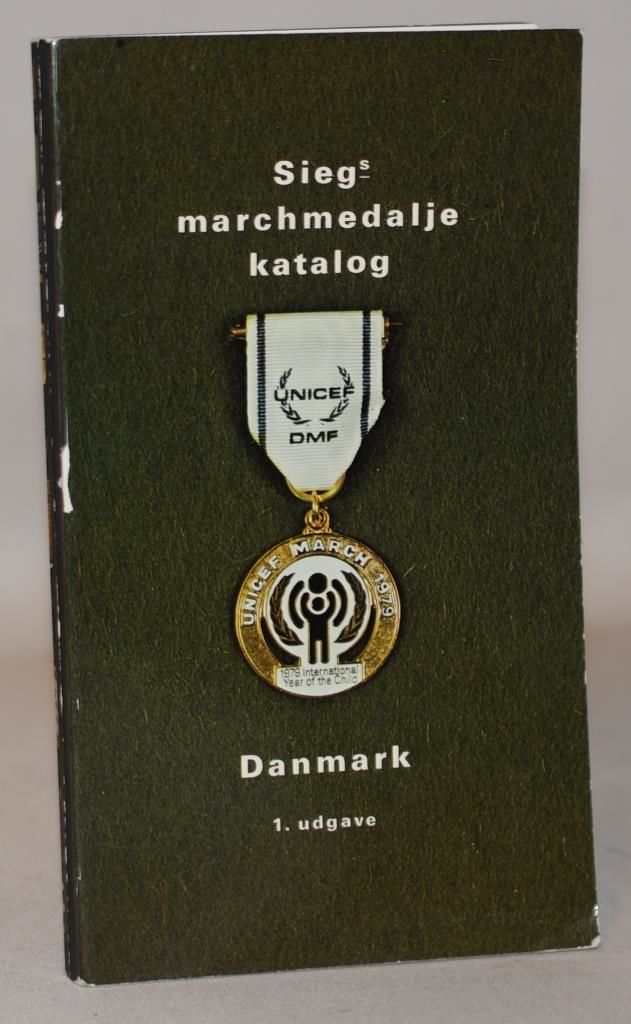 Siegs
marchmedalje
katalog
UNICEF
DMF
UNICEF MARCH 1979
1979 International
Year of the Child
Danmark
1. udgave